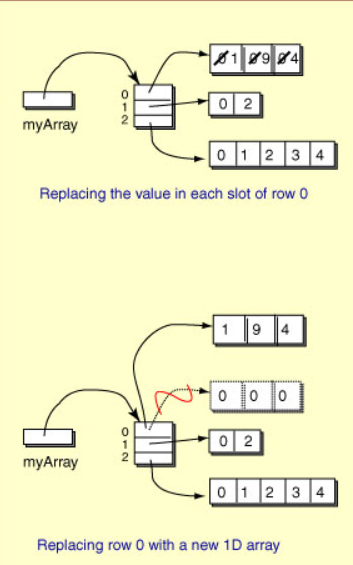 0 1 0 9 0 4
0
1
2
0 2
myArray
0 1 2 3 4
Replacing the value in each slot of row 0
1 9 4
0 0 0
0
1
2
0 2
myArray
0 1 2 3 4
Replacing row 0 with a new 1D array